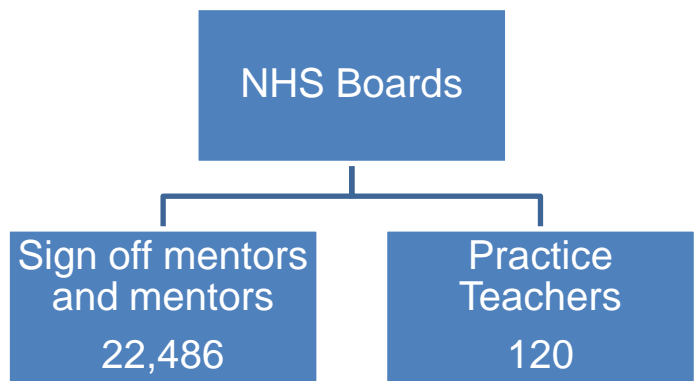 NHS Boards
Sign off mentors
and mentors
22,486
Practice
Teachers
120